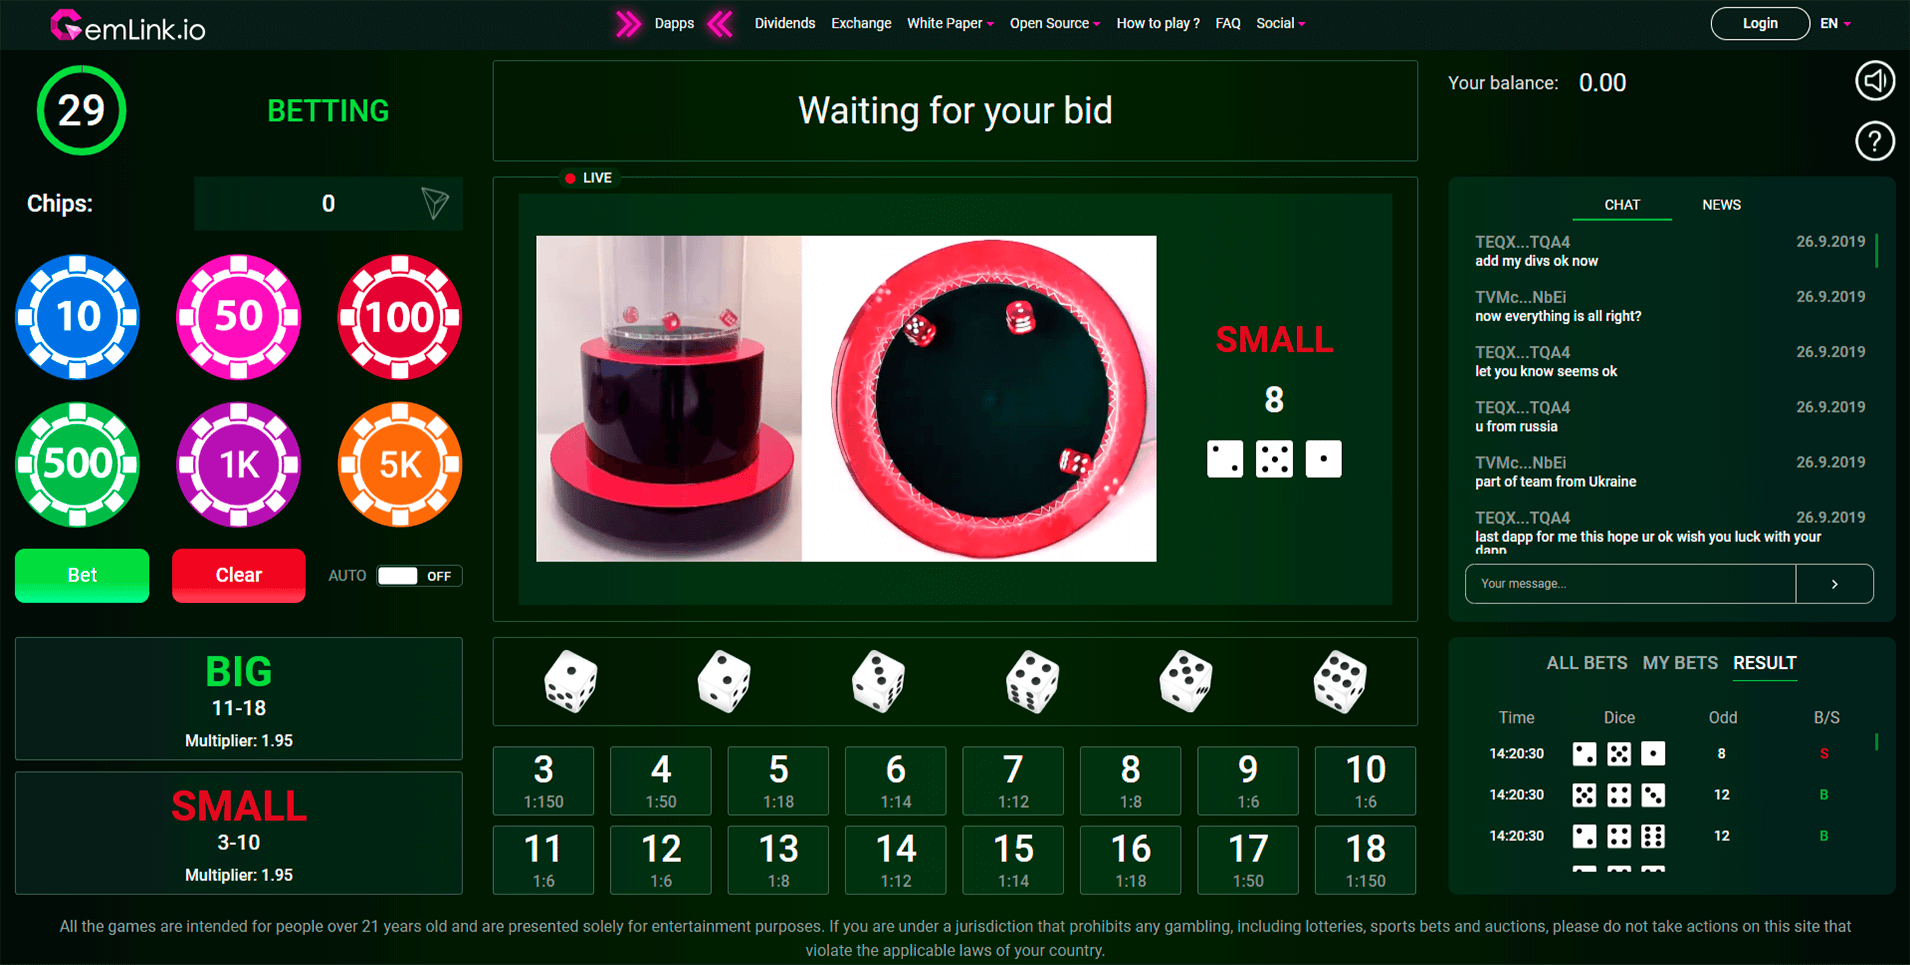 GemLink.io
Dapps
Dividends
Exchange
White Paper
Open Source
How to play ?
FAQ
Social
Login
EN
29
BETTING
Waiting for your bid
Your balance: 0.00
?
Chips:
0
LIVE
10
50
100
500
1K
5K
Bet
Clear
AUTO
OFF
SMALL
8
CHAT
NEWS
TEQX...TQA4 26.9.2019
add my divs ok now
TVMc...NbEi 26.9.2019
now everything is all right?
TEQX...TQA4 26.9.2019
let you know seems ok
TEQX...TQA4 26.9.2019
u from russia
TVMc...NbEi 26.9.2019
part of team from Ukraine
TEQX...TQA4 26.9.2019
last dapp for me this hope ur ok wish you luck with your
dapp
Your message...
BIG
11-18
Multiplier: 1.95
SMALL
3-10
Multiplier: 1.95
3 4 5 6 7 8 9 10
1:150 1:50 1:18 1:14 1:12 1:8 1:6 1:6
11 12 13 14 15 16 17 18
1:6 1:6 1:8 1:12 1:14 1:18 1:50 1:150
ALL BETS MY BETS RESULT
Time Dice Odd B/S
14:20:30 8 S
14:20:30 12 B
14:20:30 12 B
All the games are intended for people over 21 years old and are presented solely for entertainment purposes. If you are under a jurisdiction that prohibits any gambling, including lotteries, sports bets and auctions, please do not take actions on this site that
violate the applicable laws of your country.